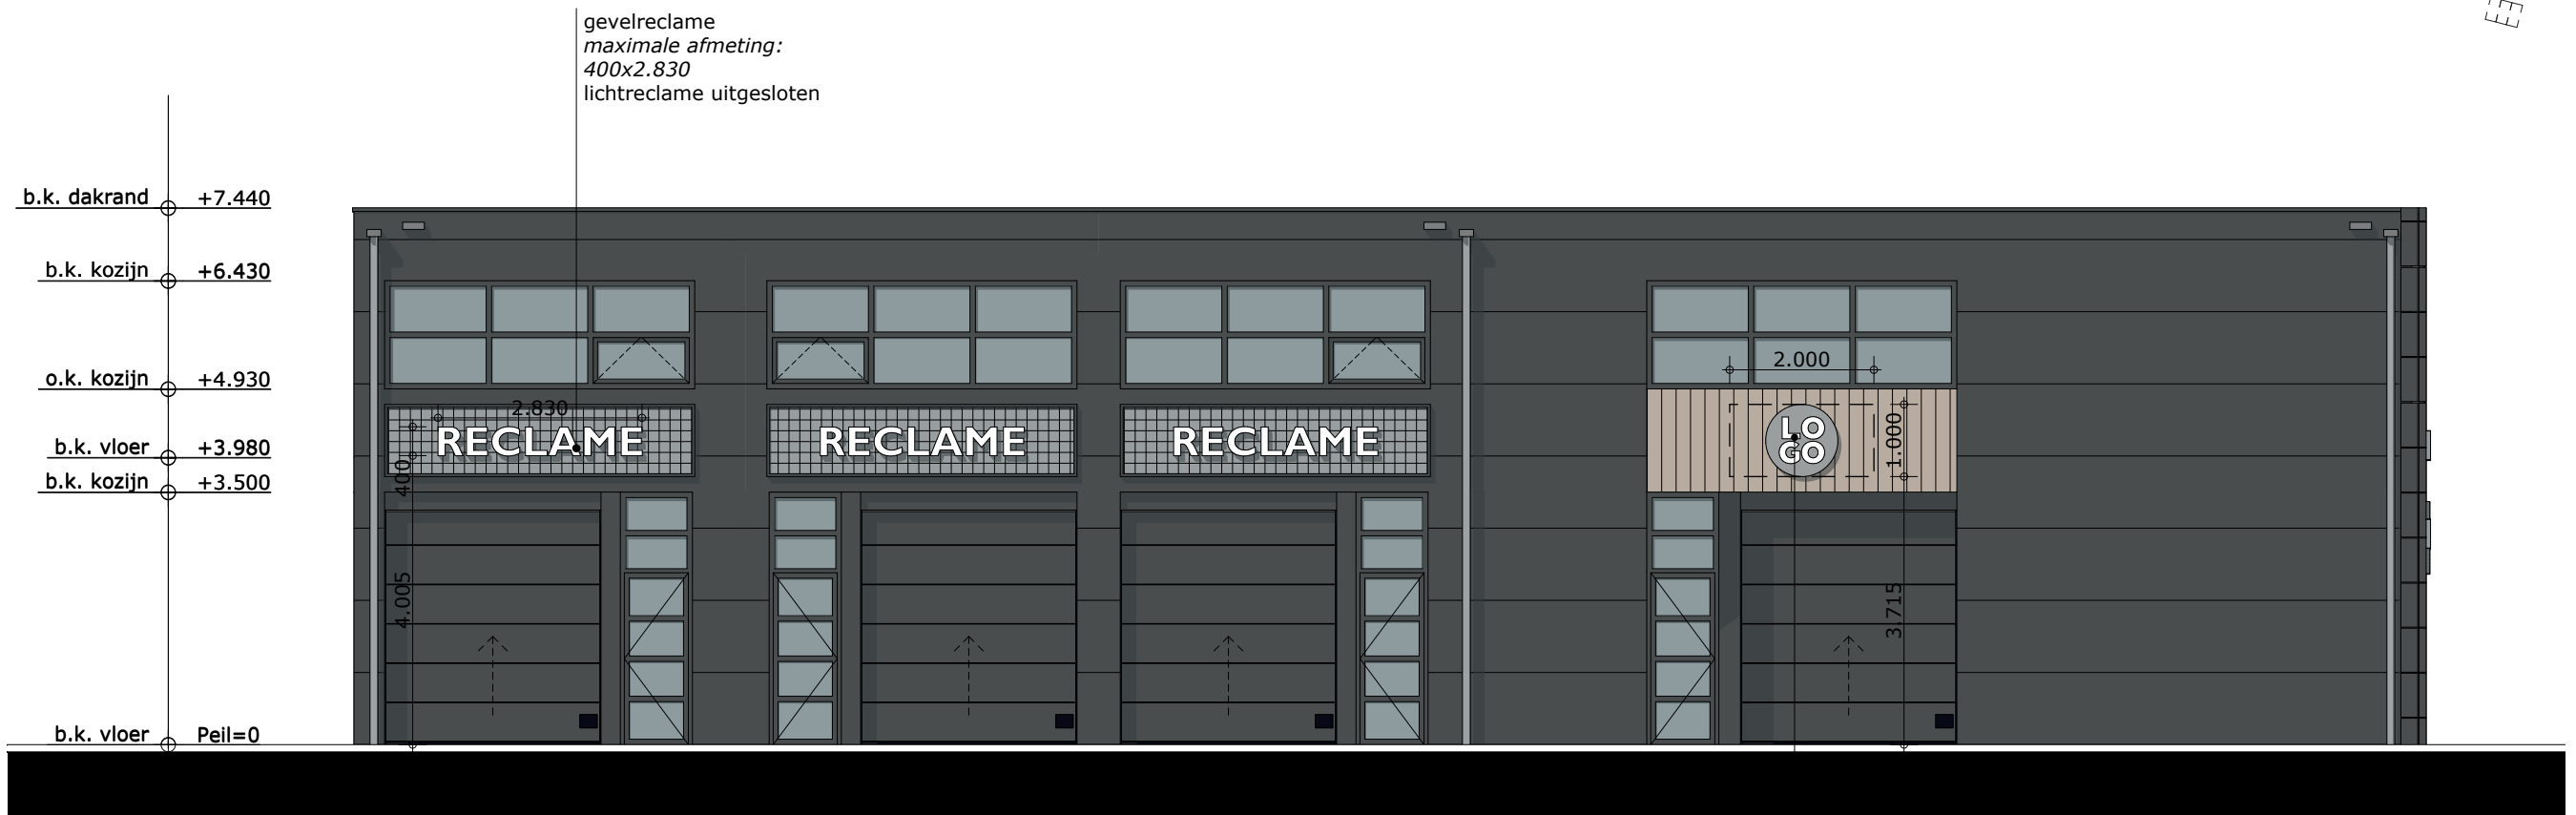 gevelreclame
maximale afmeting:
400x2.830
lichtreclame uitgesloten
b.k. dakrand +7.440
b.k. kozijn +6.430
o.k. kozijn +4.930
b.k. vloer +3.980
b.k. kozijn +3.500
b.k. vloer Peil=0
2.830
RECLAME
RECLAME
RECLAME
400
4.005
2.000
LO
GO
1.000
3.715